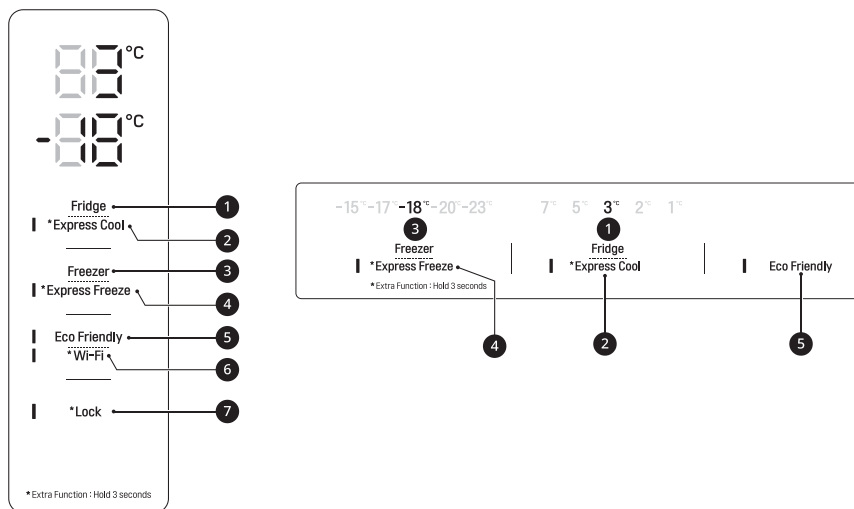 3 °C
-18 °C
Fridge 1
*Express Cool 2
Freezer 3
*Express Freeze 4
Eco Friendly 5
*Wi-Fi 6
*Lock 7
*Extra Function : Hold 3 seconds
-15°C -17°C -18°C -20°C -23°C 7°C 5°C 3°C 2°C 1°C
3 1
Freezer Fridge
*Express Freeze *Express Cool Eco Friendly
*Extra Function : Hold 3 seconds
4 2 5